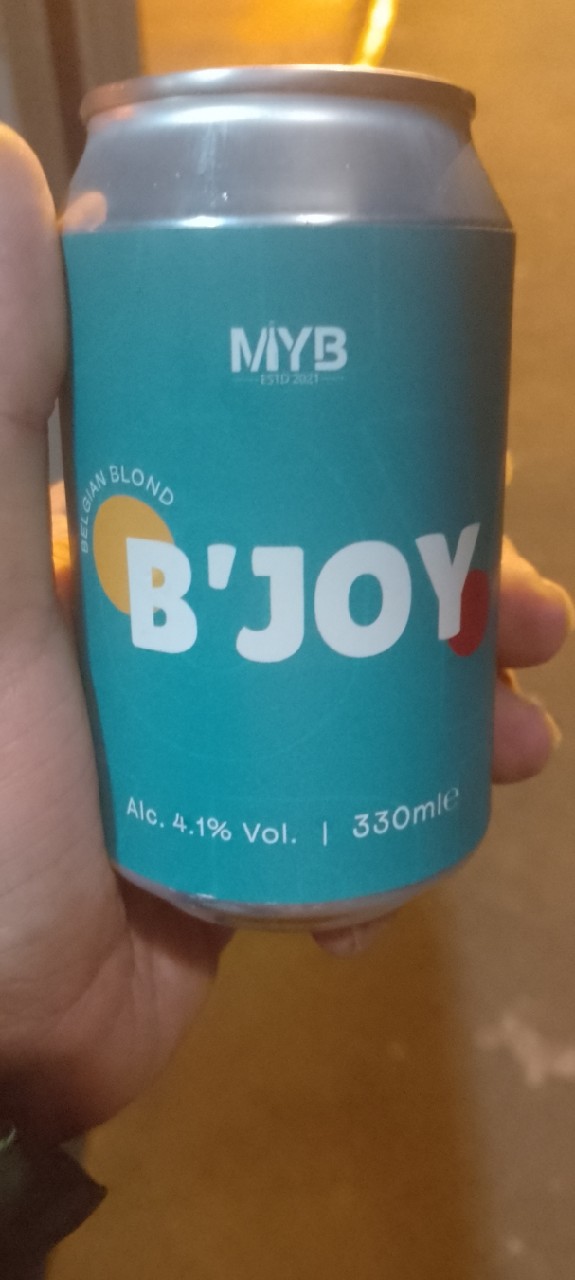 MYB
ESTD 2021
BELGIAN BLOND
B'JOY
Alc. 4.1% Vol. | 330ml℮